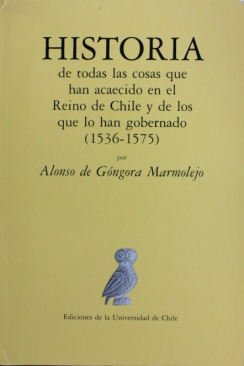 HISTORIA
de todas las cosas que
han acaecido en el
Reino de Chile y de los
que lo han gobernado
(1536-1575)
por
Alonso de Góngora Marmolejo
Ediciones de la Universidad de Chile